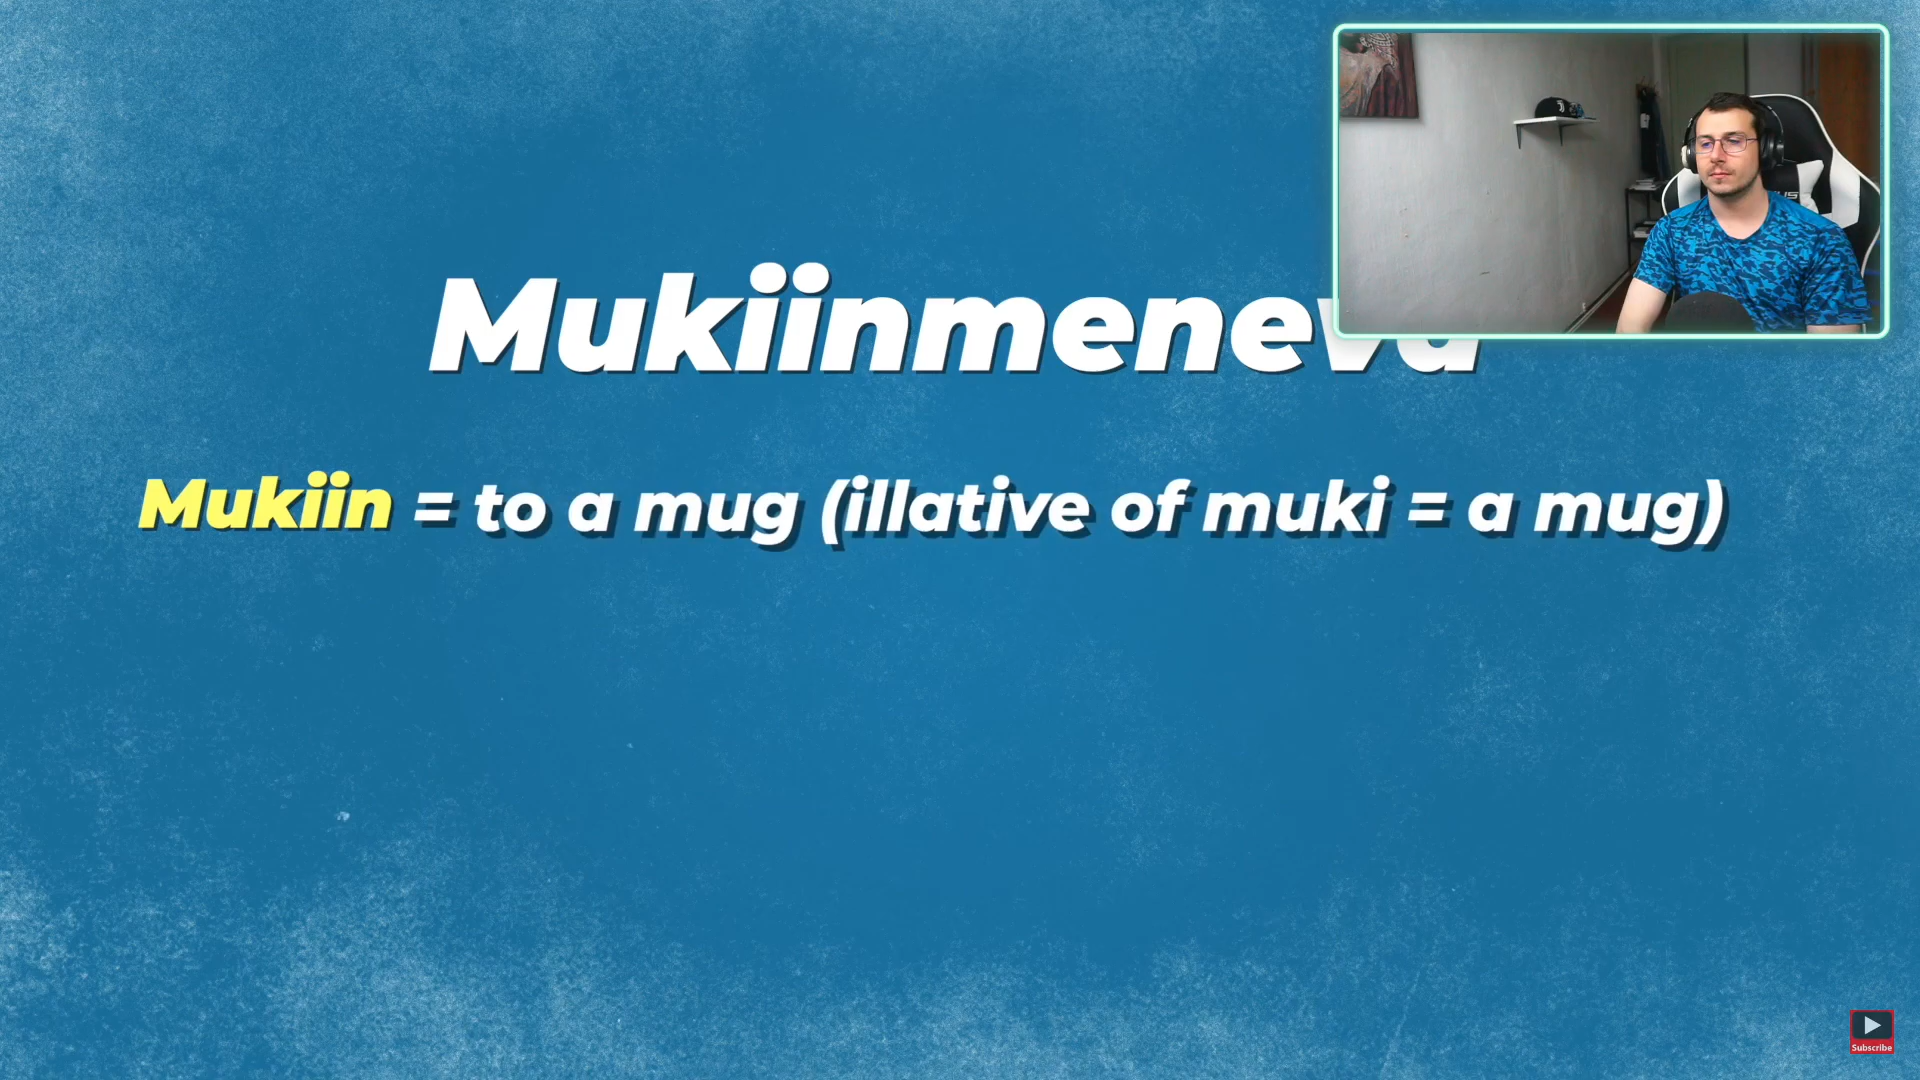 Mukiinmeneva
Mukiin = to a mug (illative of muki = a mug)
Subscribe